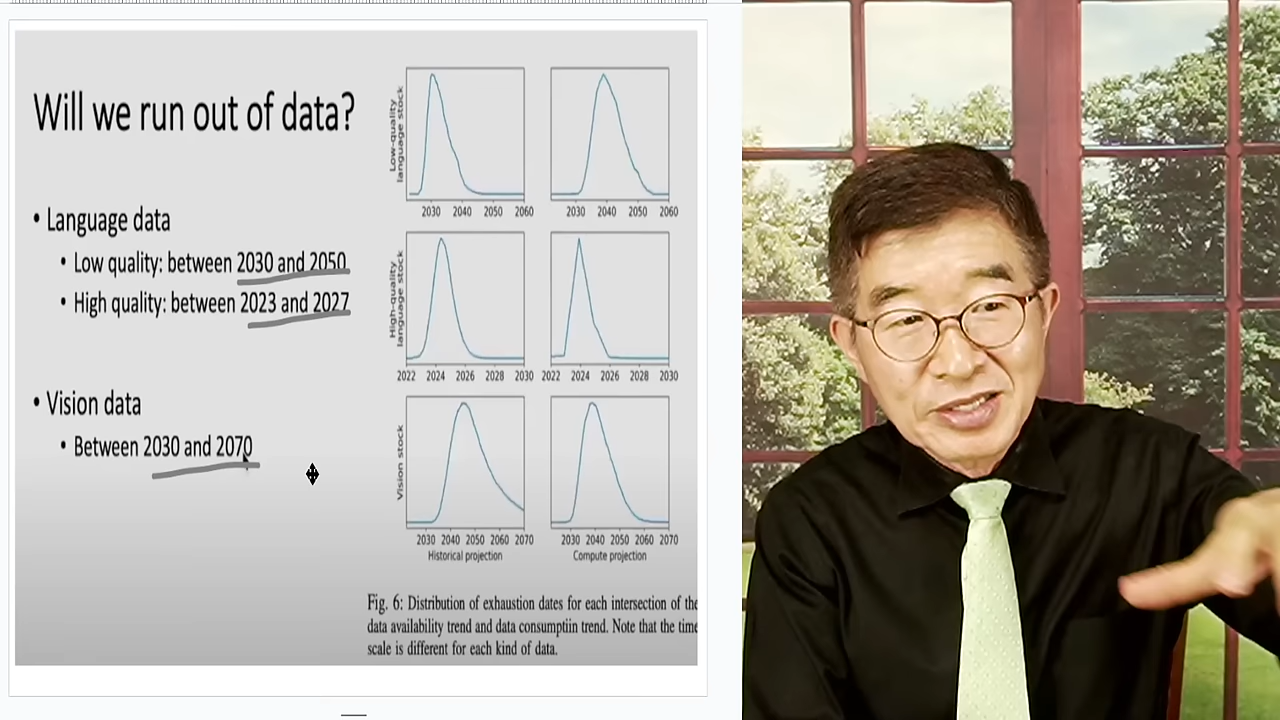 Will we run out of data?
• Language data
• Low quality: between 2030 and 2050
• High quality: between 2023 and 2027
• Vision data
• Between 2030 and 2070
Low-quality
language stock
2030 2040 2050 2060
2030 2040 2050 2060
High-quality
language stock
2022 2024 2026 2028 2030
2022 2024 2026 2028 2030
Vision stock
2030 2040 2050 2060 2070
2030 2040 2050 2060 2070
Historical projection
Compute projection
Fig. 6: Distribution of exhaustion dates for each intersection of the
data availability trend and data consumptiin trend. Note that the time
scale is different for each kind of data.